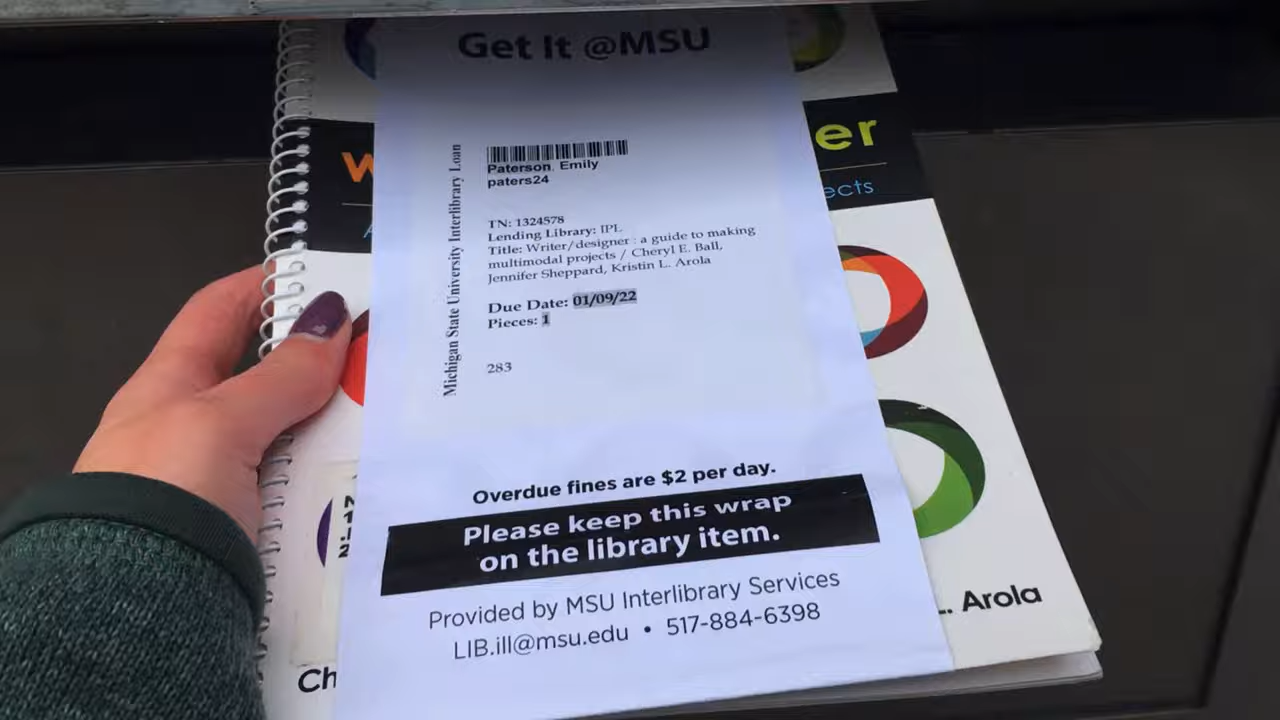 Get It @MSU
er
ects
Michigan State University Interlibrary Loan
Paterson, Emily
paters24
TN: 1324578
Lending Library: IPL
Title: Writer/designer : a guide to making
multimodal projects / Cheryl E. Ball,
Jennifer Sheppard, Kristin L. Arola
Due Date: 01/09/22
Pieces: 1
283
Overdue fines are $2 per day.
Please keep this wrap
on the library item.
Provided by MSU Interlibrary Services
LIB.ill@msu.edu • 517-884-6398
L. Arola
Ch